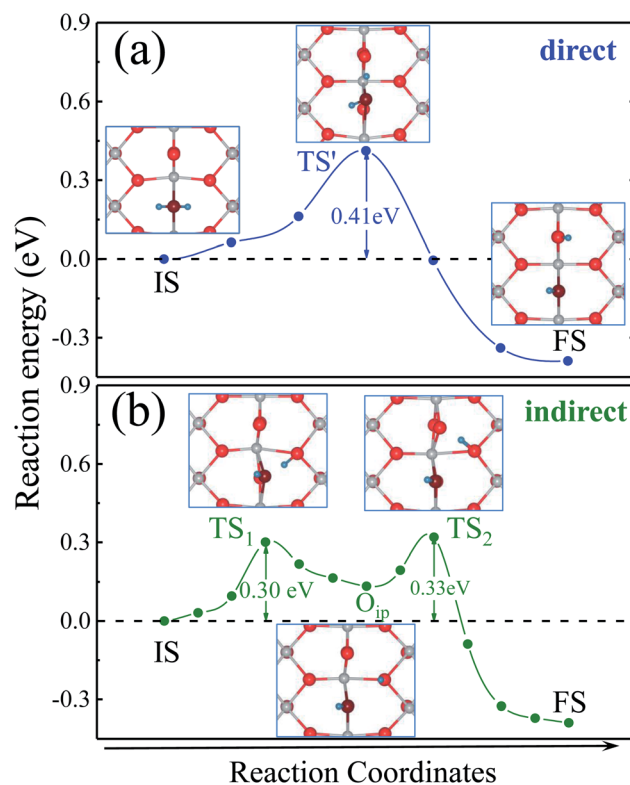 Reaction energy (eV)
0.9
0.6
0.3
0.0
-0.3
(a)
direct
TS'
0.41eV
IS
FS
0.9
0.6
0.3
0.0
-0.3
(b)
indirect
TS₁
TS₂
0.30 eV
0.33eV
O_ip
IS
FS
Reaction Coordinates